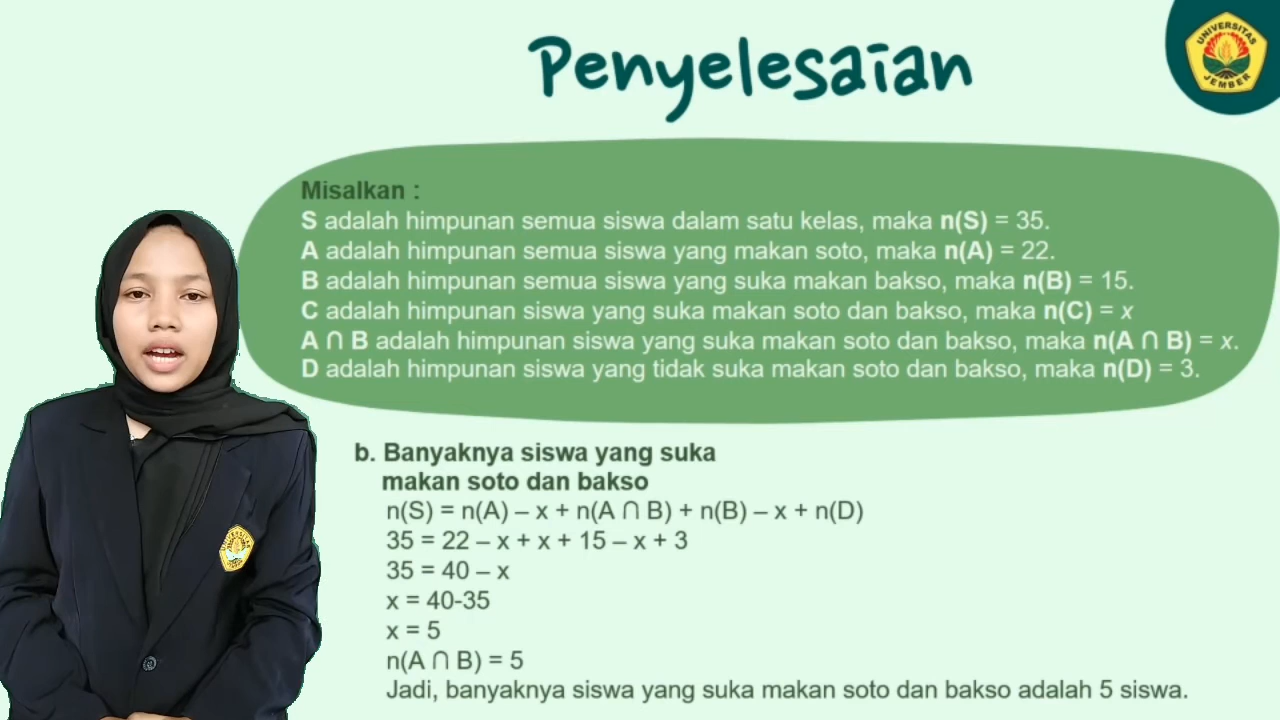 Penyelesaian
UNIVERSITAS
JEMBER
Misalkan :
S adalah himpunan semua siswa dalam satu kelas, maka n(S) = 35.
A adalah himpunan semua siswa yang makan soto, maka n(A) = 22.
B adalah himpunan semua siswa yang suka makan bakso, maka n(B) = 15.
C adalah himpunan siswa yang suka makan soto dan bakso, maka n(C) = x
A ∩ B adalah himpunan siswa yang suka makan soto dan bakso, maka n(A ∩ B) = x.
D adalah himpunan siswa yang tidak suka makan soto dan bakso, maka n(D) = 3.
b. Banyaknya siswa yang suka
makan soto dan bakso
n(S) = n(A) – x + n(A ∩ B) + n(B) – x + n(D)
35 = 22 – x + x + 15 – x + 3
35 = 40 – x
x = 40-35
x = 5
n(A ∩ B) = 5
Jadi, banyaknya siswa yang suka makan soto dan bakso adalah 5 siswa.